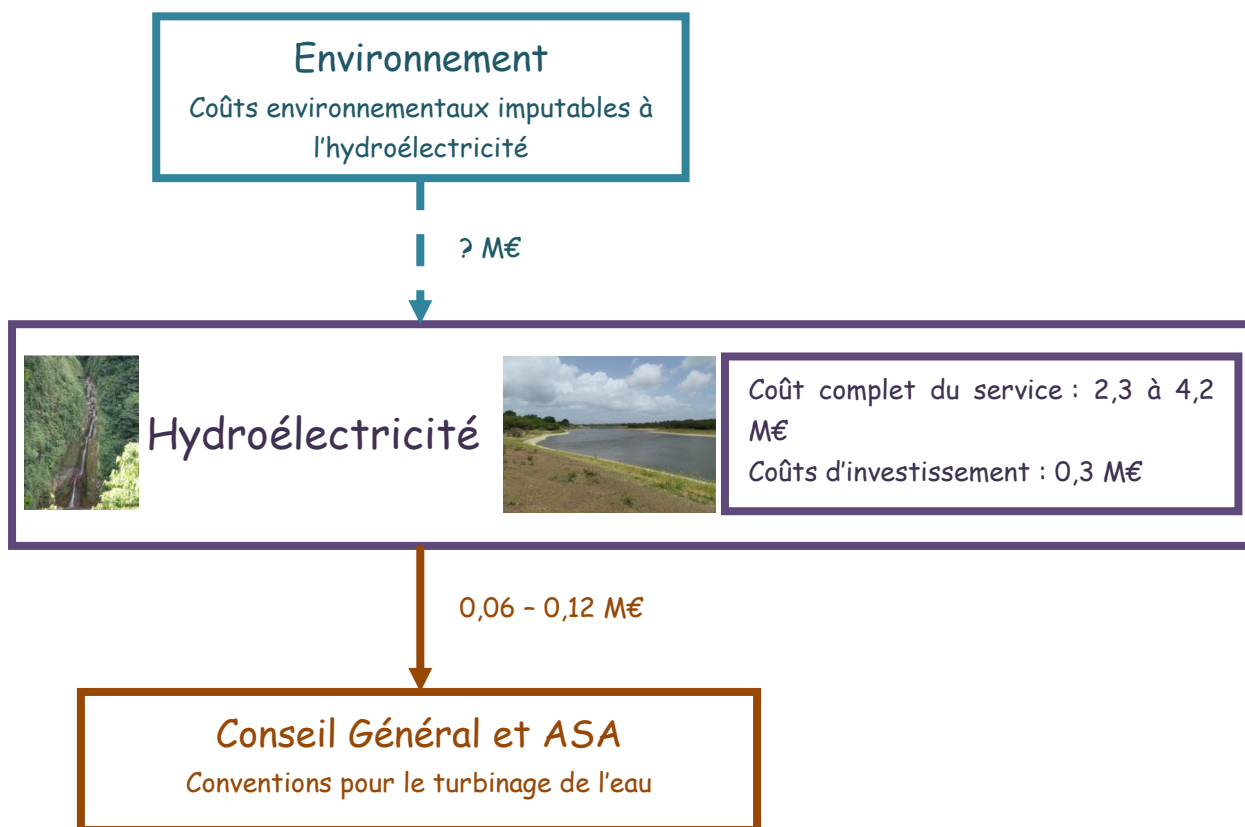 Environnement
Coûts environnementaux imputables à
l'hydroélectricité
? M€
Hydroélectricité
Coût complet du service : 2,3 à 4,2
M€
Coûts d'investissement : 0,3 M€
0,06 – 0,12 M€
Conseil Général et ASA
Conventions pour le turbinage de l'eau